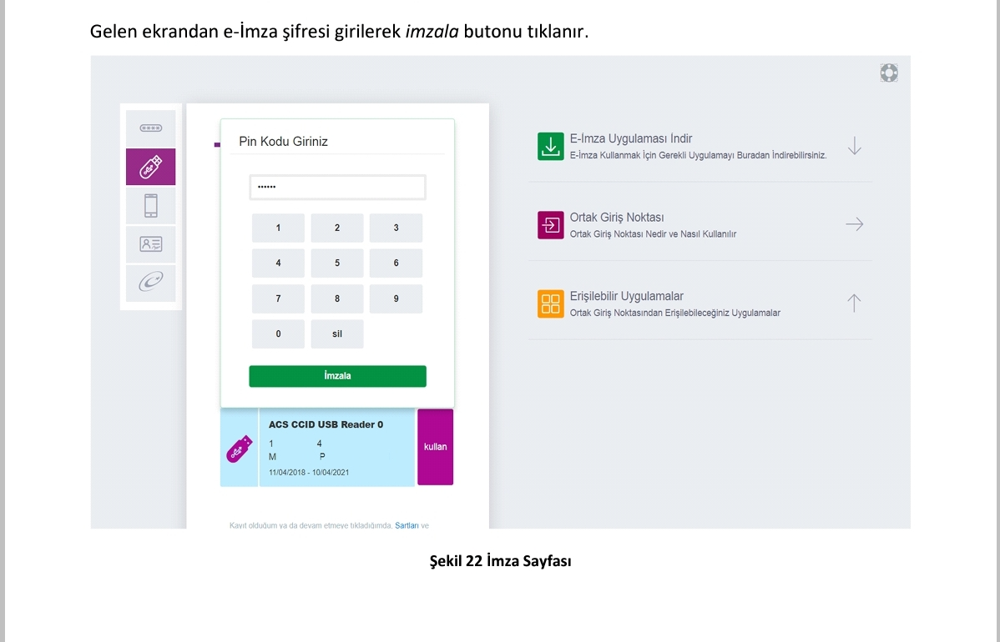 Gelen ekrandan e-İmza şifresi girilerek imzala butonu tıklanır.
Pin Kodu Giriniz
••••••
1 2 3
4 5 6
7 8 9
0 sil
İmzala
ACS CCID USB Reader 0
1 4
M P
11/04/2018 - 10/04/2021
kullan
Kayıt olduğum ya da devam etmeye tıkladığımda, Şartları ve
E-İmza Uygulaması İndir
E-İmza Kullanmak İçin Gerekli Uygulamayı Buradan İndirebilirsiniz.
Ortak Giriş Noktası
Ortak Giriş Noktası Nedir ve Nasıl Kullanılır
Erişilebilir Uygulamalar
Ortak Giriş Noktasından Erişilebileceğiniz Uygulamalar
Şekil 22 İmza Sayfası